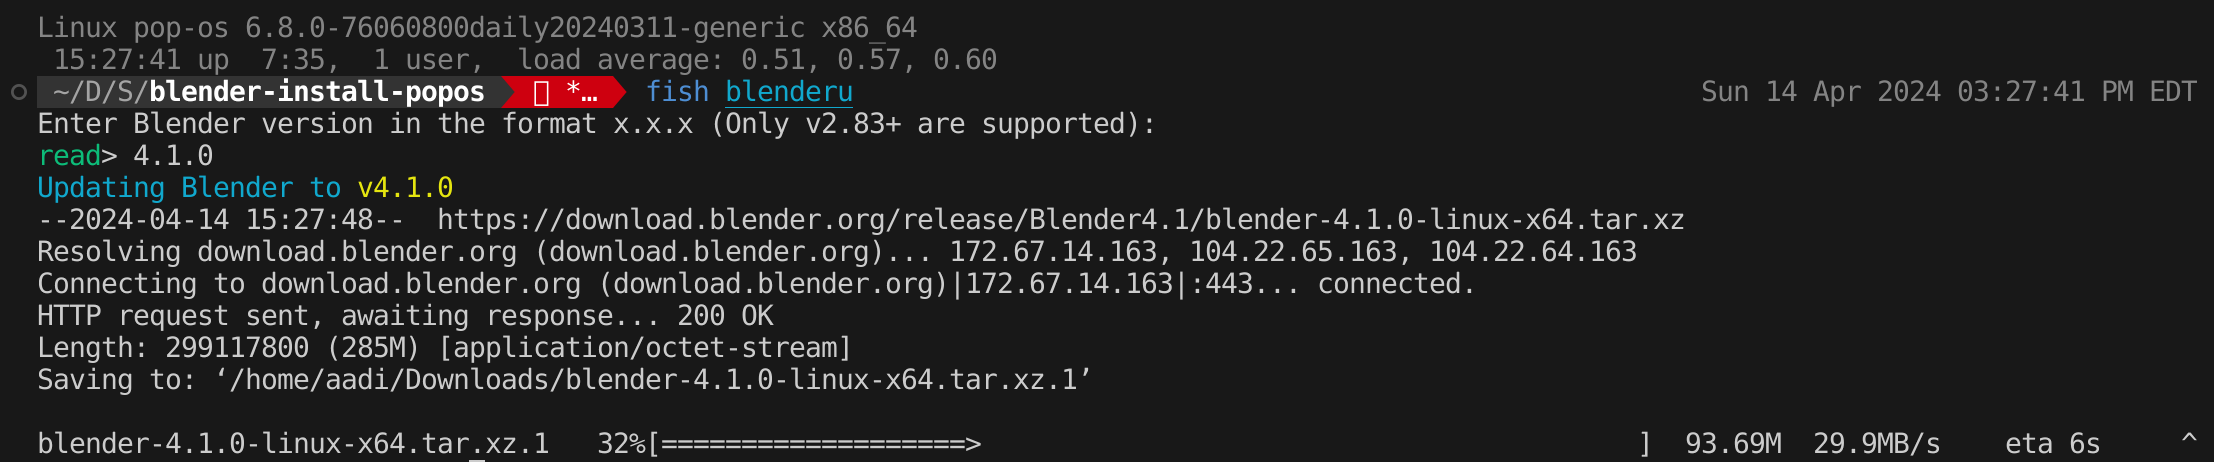 Linux pop-os 6.8.0-76060800daily20240311-generic x86_64
15:27:41 up  7:35,  1 user,  load average: 0.51, 0.57, 0.60
~/D/S/blender-install-popos  *…  fish blenderu  Sun 14 Apr 2024 03:27:41 PM EDT
Enter Blender version in the format x.x.x (Only v2.83+ are supported):
read> 4.1.0
Updating Blender to v4.1.0
--2024-04-14 15:27:48--  https://download.blender.org/release/Blender4.1/blender-4.1.0-linux-x64.tar.xz
Resolving download.blender.org (download.blender.org)... 172.67.14.163, 104.22.65.163, 104.22.64.163
Connecting to download.blender.org (download.blender.org)|172.67.14.163|:443... connected.
HTTP request sent, awaiting response... 200 OK
Length: 299117800 (285M) [application/octet-stream]
Saving to: ‘/home/aadi/Downloads/blender-4.1.0-linux-x64.tar.xz.1’
blender-4.1.0-linux-x64.tar.xz.1   32%[===================>                                         ]  93.69M  29.9MB/s    eta 6s     ^